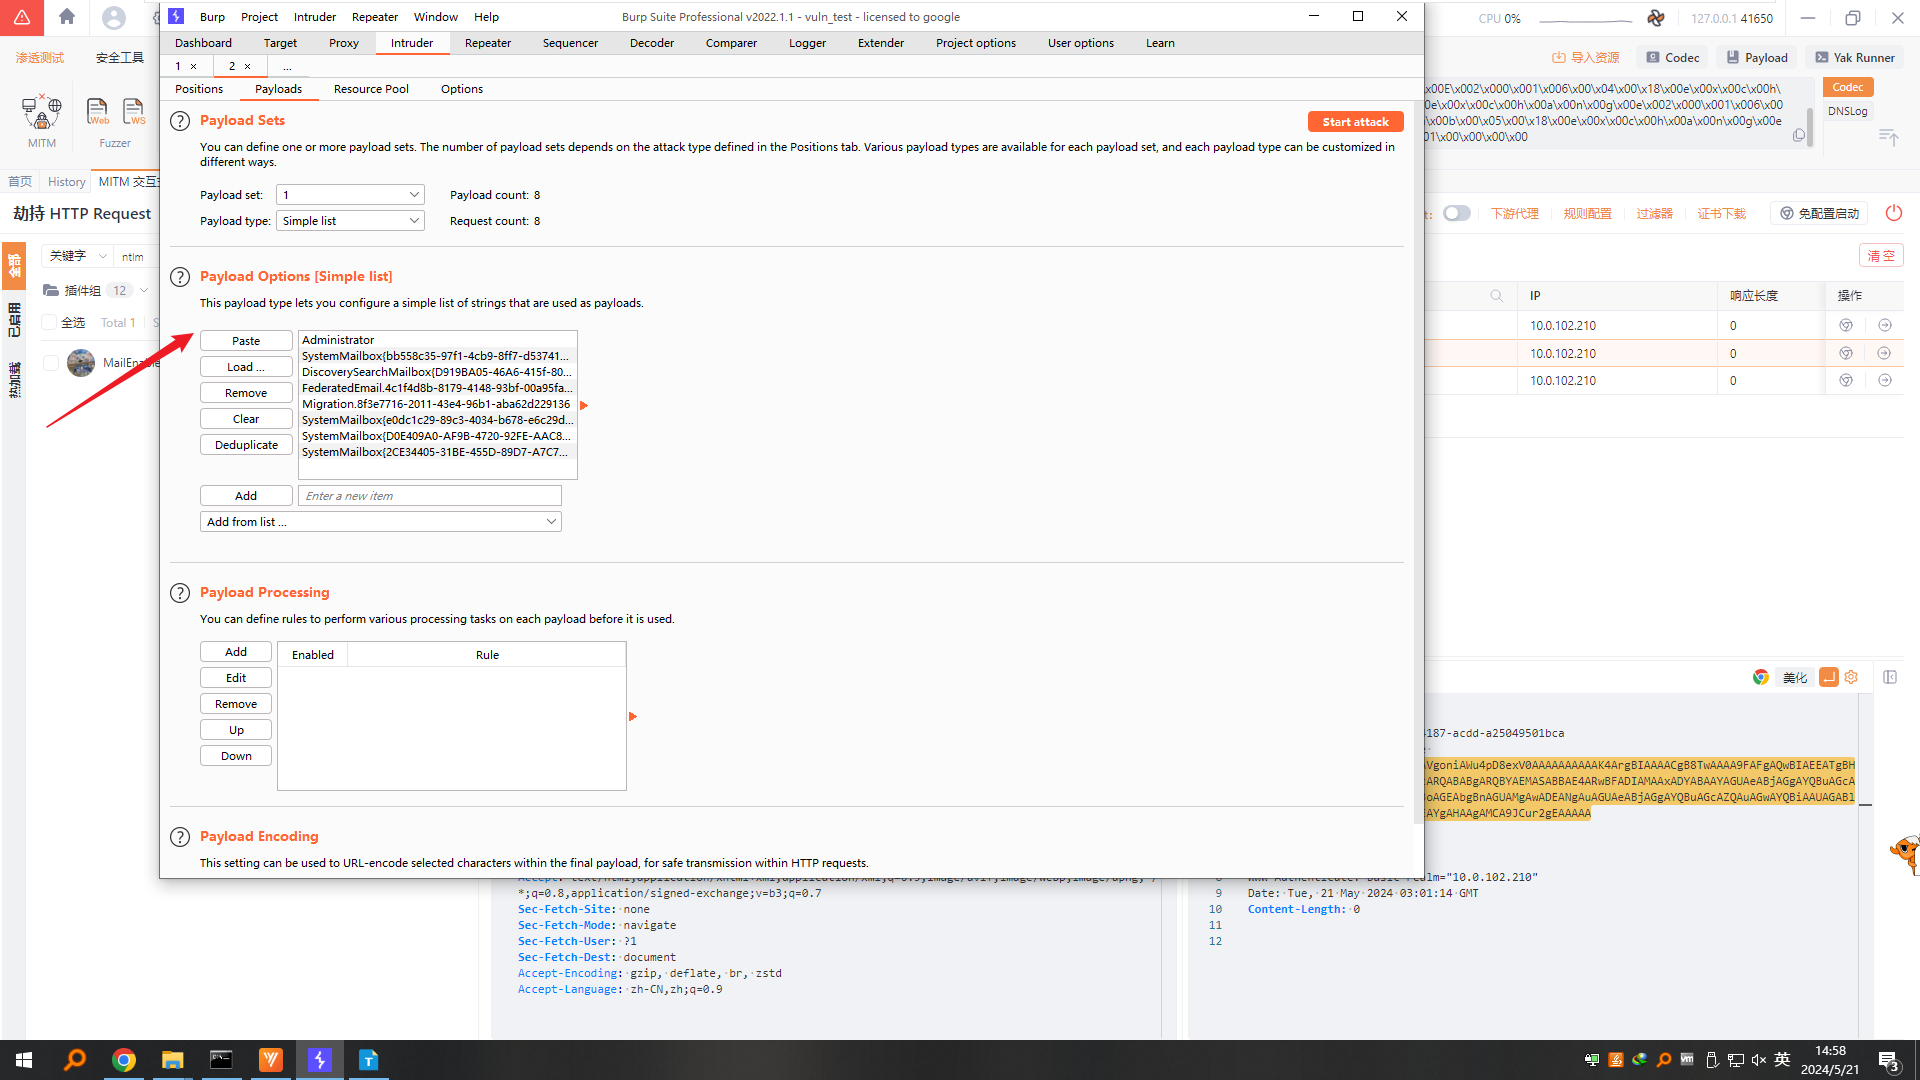 Burp Project Intruder Repeater Window Help
Burp Suite Professional v2022.1.1 - vuln_test - licensed to google
CPU 0%
127.0.0.1 41650
Dashboard Target Proxy Intruder Repeater Sequencer Decoder Comparer Logger Extender Project options User options Learn
渗透测试 安全工具
1 × 2 × ...
导入资源 Codec Payload Yak Runner
Positions Payloads Resource Pool Options
Payload Sets
Start attack
You can define one or more payload sets. The number of payload sets depends on the attack type defined in the Positions tab. Various payload types are available for each payload set, and each payload type can be customized in
different ways.
Payload set: 1 Payload count: 8
Payload type: Simple list Request count: 8
Payload Options [Simple list]
This payload type lets you configure a simple list of strings that are used as payloads.
Paste
Load ...
Remove
Clear
Deduplicate
Administrator
SystemMailbox{bb558c35-97f1-4cb9-8ff7-d53741...
DiscoverySearchMailbox{D919BA05-46A6-415f-80...
FederatedEmail.4c1f4d8b-8179-4148-93bf-00a95fa...
Migration.8f3e7716-2011-43e4-96b1-aba62d229136
SystemMailbox{e0dc1c29-89c3-4034-b678-e6c29d...
SystemMailbox{D0E409A0-AF9B-4720-92FE-AAC8...
SystemMailbox{2CE34405-31BE-455D-89D7-A7C7...
Add Enter a new item
Add from list ...
Payload Processing
You can define rules to perform various processing tasks on each payload before it is used.
Add
Edit
Remove
Up
Down
Enabled Rule
Payload Encoding
This setting can be used to URL-encode selected characters within the final payload, for safe transmission within HTTP requests.
MITM
Web
WS
Fuzzer
首页 History MITM 交互
劫持 HTTP Request
全部
已启用
热加载
关键字 ntlm
插件组 12
全选 Total 1
MailEnable
x00E\x002\x000\x001\x006\x00\x04\x00\x18\x00e\x00x\x00c\x00h\
0e\x00x\x00c\x00h\x00a\x00n\x00g\x00e\x002\x000\x001\x006\x00
n\x00b\x00\x05\x00\x18\x00e\x00x\x00c\x00h\x00a\x00n\x00g\x00e
01\x00\x00\x00\x00
Codec
DNSLog
下游代理 规则配置 过滤器 证书下载 免配置启动
清 空
IP 响应长度 操作
10.0.102.210 0
10.0.102.210 0
10.0.102.210 0
美化
187-acdd-a25049501bca
VgoniAWu4pD8exV0AAAAAAAAAAK4ArgBIAAAACgB8TwAAAA9FAFgAQwBIAEEATgBH
ARQABABgARQBYAEMASABBAE4ARwBFADIAMAAxADYABAAYAGUAeABjAGgAYQBuAGcA
oAGEAbgBnAGUAMgAwADEANgAuAGUAeABjAGgAYQBuAGcAZQAuAGwAYQBiAAUAGABl
AYgAHAAgAMCA9JCur2gEAAAAA
*;q=0.8,application/signed-exchange;v=b3;q=0.7
Sec-Fetch-Site: none
Sec-Fetch-Mode: navigate
Sec-Fetch-User: ?1
Sec-Fetch-Dest: document
Accept-Encoding: gzip, deflate, br, zstd
Accept-Language: zh-CN,zh;q=0.9
="10.0.102.210"
9 Date: Tue, 21 May 2024 03:01:14 GMT
10 Content-Length: 0
11
12
英
14:58
2024/5/21
3